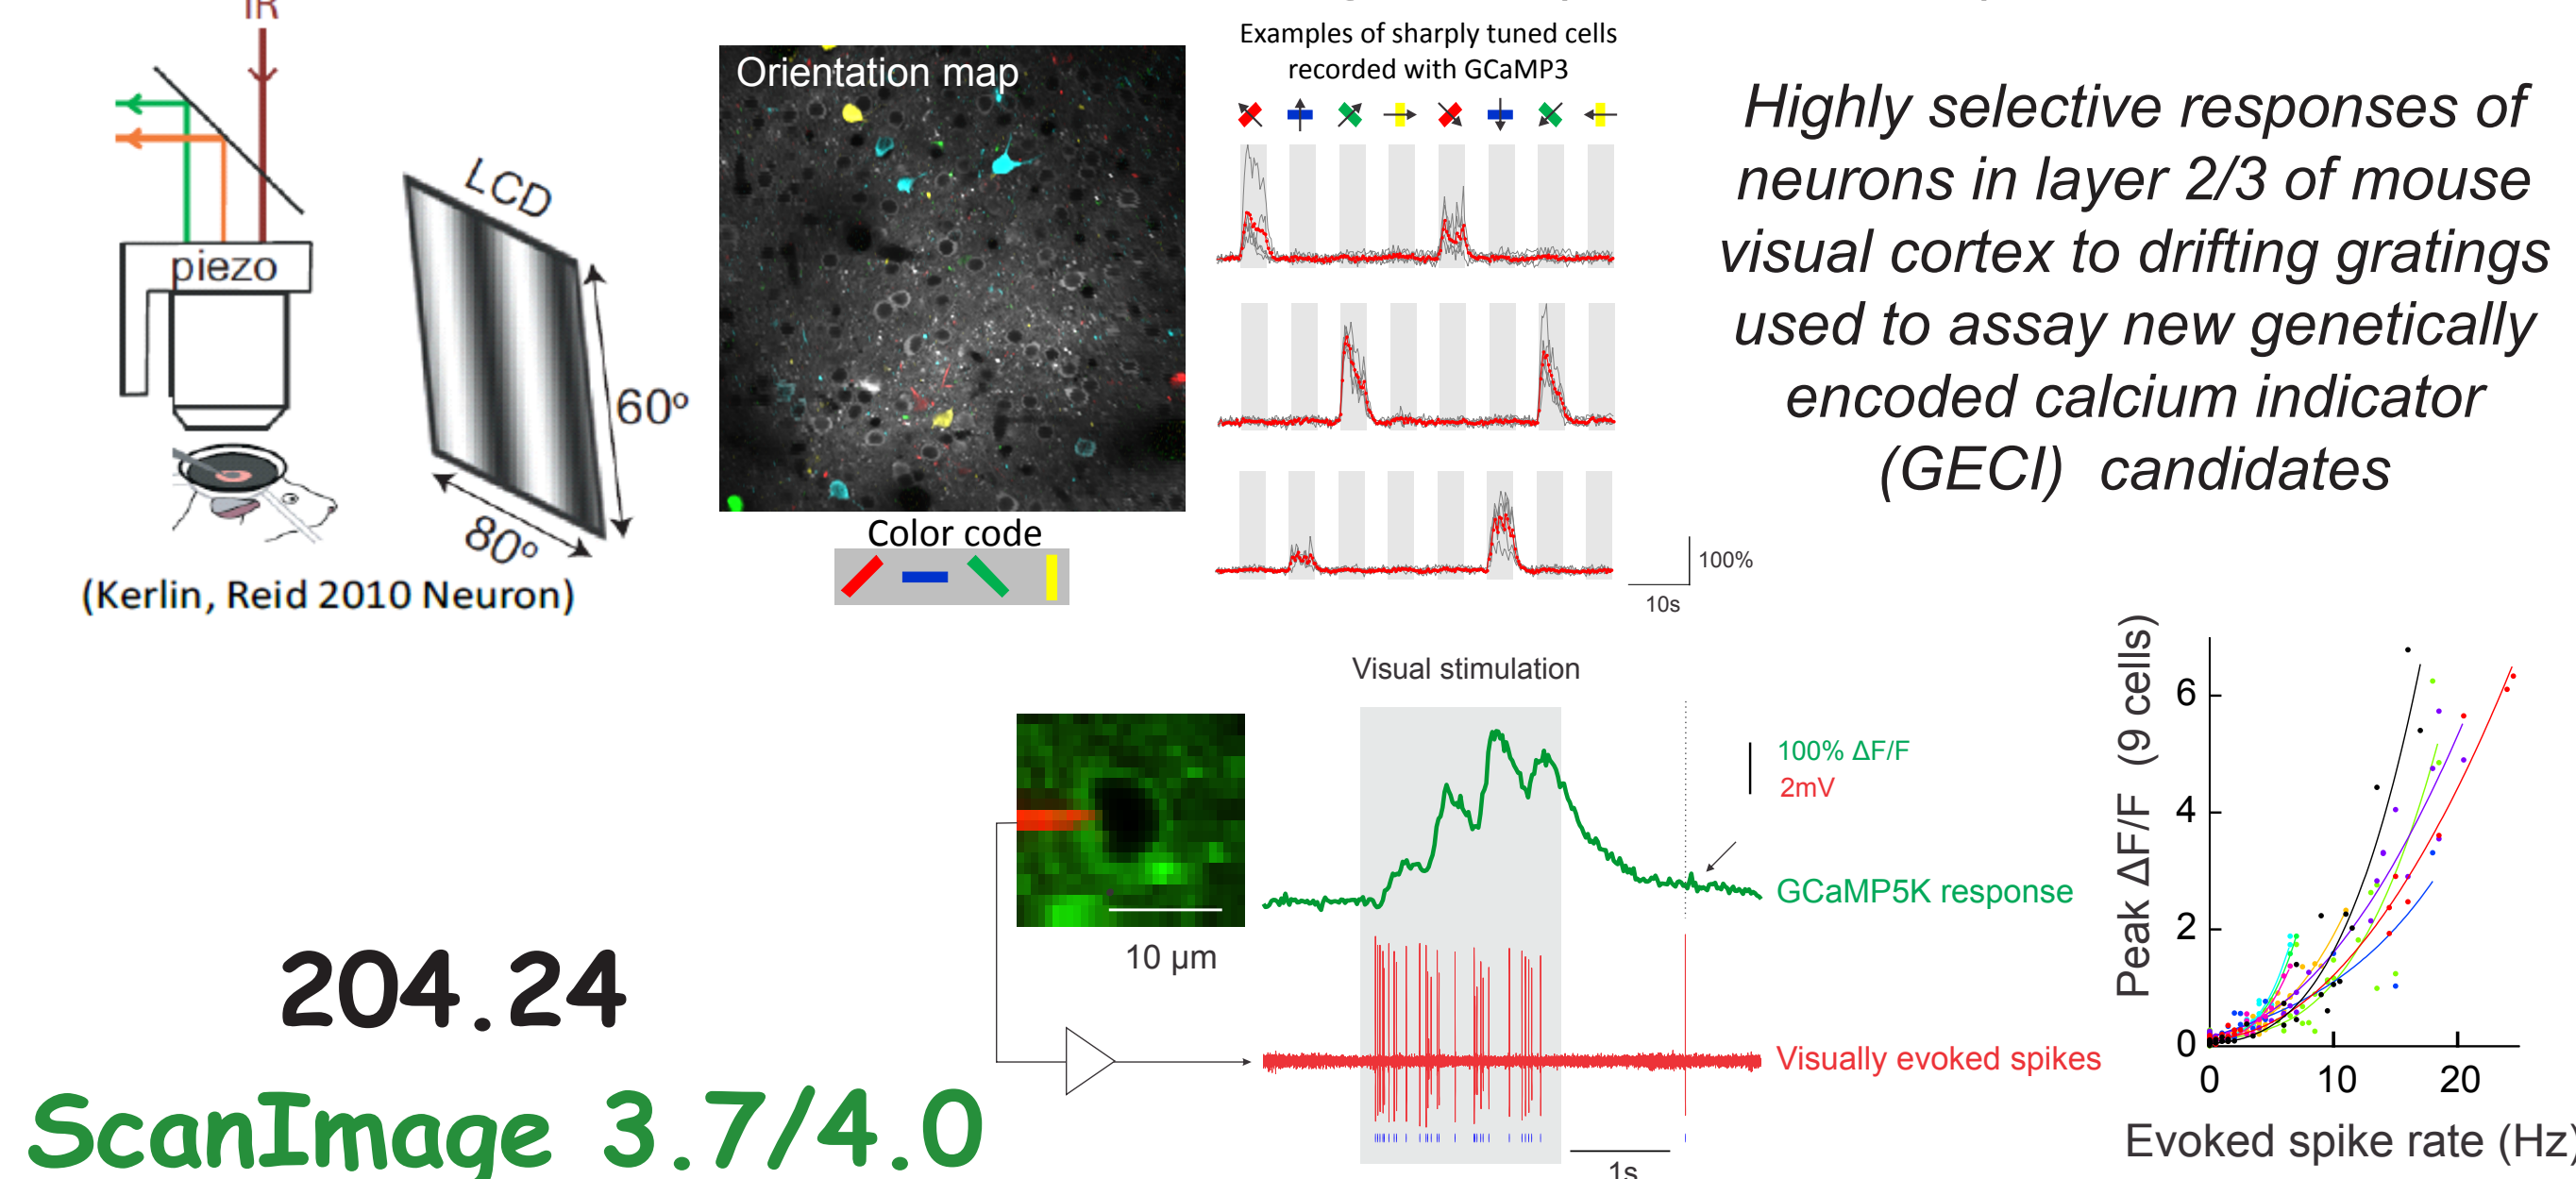 IR
piezo
LCD
60º
80º
(Kerlin, Reid 2010 Neuron)
Orientation map
Color code
Examples of sharply tuned cells
recorded with GCaMP3
100%
10s
Highly selective responses of
neurons in layer 2/3 of mouse
visual cortex to drifting gratings
used to assay new genetically
encoded calcium indicator
(GECI) candidates
204.24
ScanImage 3.7/4.0
10 µm
Visual stimulation
100% ΔF/F
2mV
GCaMP5K response
Visually evoked spikes
1s
Peak ΔF/F (9 cells)
6
4
2
0
0 10 20
Evoked spike rate (Hz)